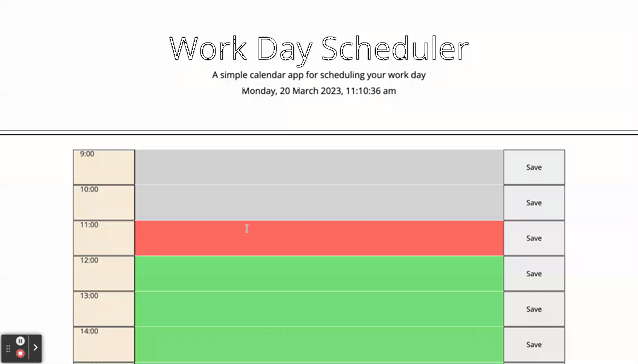 Work Day Scheduler
A simple calendar app for scheduling your work day
Monday, 20 March 2023, 11:10:36 am
9:00 Save
10:00 Save
11:00 Save
12:00 Save
13:00 Save
14:00 Save